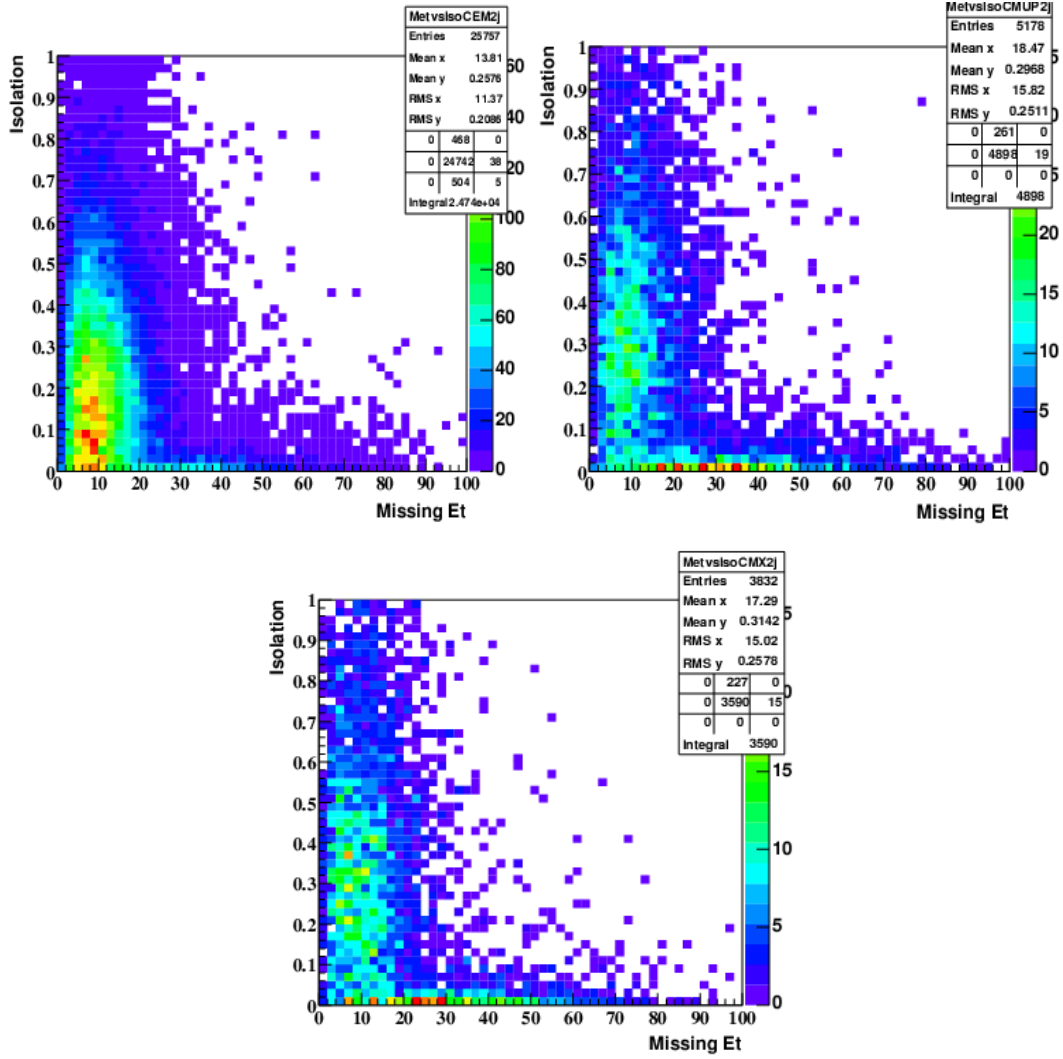 MetvsIsoCEM2j
Entries 25757
Mean x 13.81
Mean y 0.2576
RMS x 11.37
RMS y 0.2086
0 468 0
0 24742 38
0 504 5
Integral 2.474e+04
Isolation
1
0.9
0.8
0.7
0.6
0.5
0.4
0.3
0.2
0.1
0
0 10 20 30 40 50 60 70 80 90 100
Missing Et
60
40
20
100
80
60
40
20
0
MetvsIsoCMUP2j
Entries 5178
Mean x 18.47
Mean y 0.2968
RMS x 15.82
RMS y 0.2511
0 261 0
0 4898 19
0 0 0
Integral 4898
Isolation
1
0.9
0.8
0.7
0.6
0.5
0.4
0.3
0.2
0.1
0
0 10 20 30 40 50 60 70 80 90 100
Missing Et
5
0
5
20
15
10
5
0
MetvsIsoCMX2j
Entries 3832
Mean x 17.29
Mean y 0.3142
RMS x 15.02
RMS y 0.2578
0 227 0
0 3590 15
0 0 0
Integral 3590
Isolation
1
0.9
0.8
0.7
0.6
0.5
0.4
0.3
0.2
0.1
0
0 10 20 30 40 50 60 70 80 90 100
Missing Et
5
0
15
10
5
0